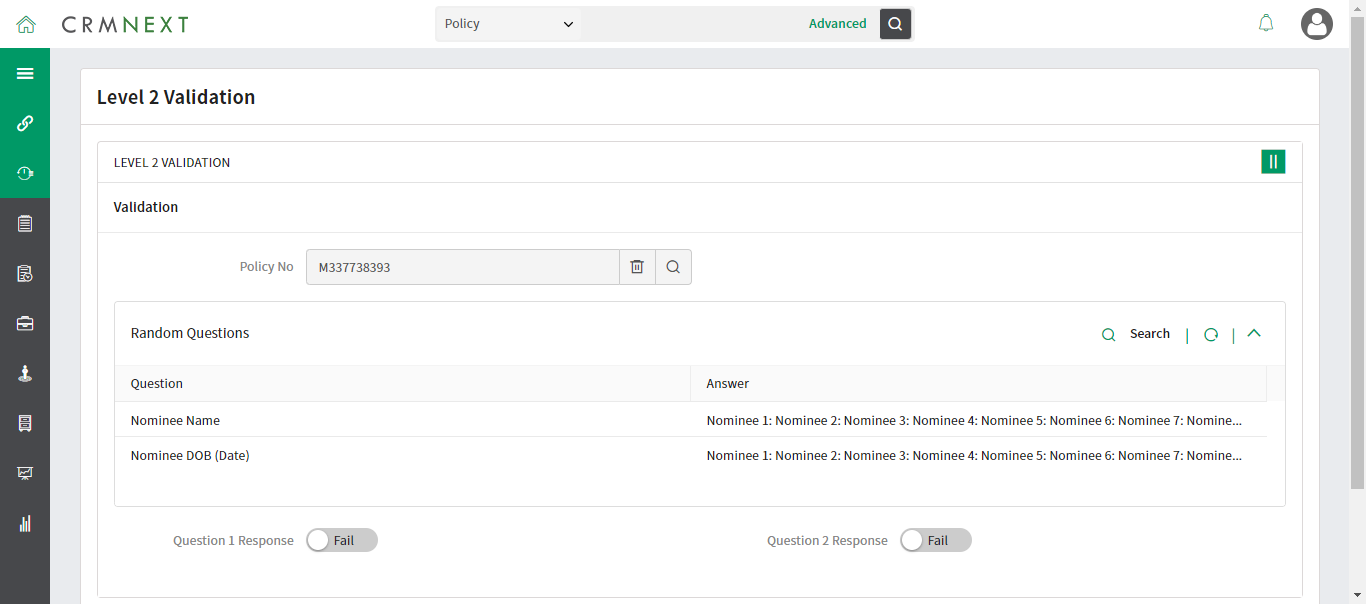 CRMNEXT
Policy
Advanced
Level 2 Validation
LEVEL 2 VALIDATION
Validation
Policy No
M337738393
Random Questions
Search
Question
Answer
Nominee Name
Nominee 1: Nominee 2: Nominee 3: Nominee 4: Nominee 5: Nominee 6: Nominee 7: Nomine...
Nominee DOB (Date)
Nominee 1: Nominee 2: Nominee 3: Nominee 4: Nominee 5: Nominee 6: Nominee 7: Nomine...
Question 1 Response
Fail
Question 2 Response
Fail